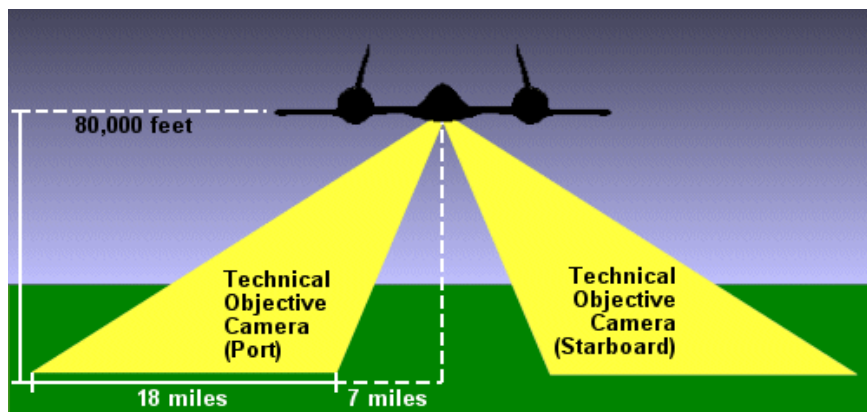 80,000 feet
Technical
Objective
Camera
(Port)
Technical
Objective
Camera
(Starboard)
18 miles
7 miles